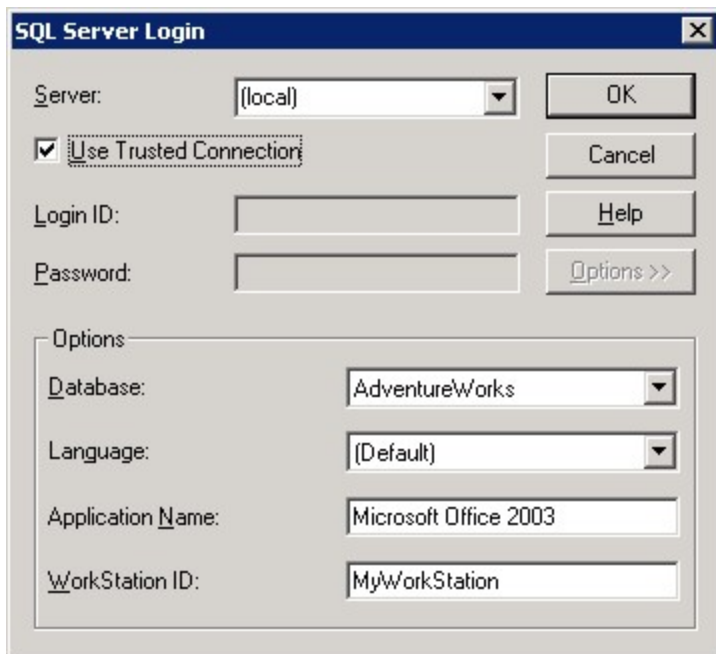 SQL Server Login
Server: (local) OK
Use Trusted Connection Cancel
Login ID: Help
Password: Options >>
Options
Database: AdventureWorks
Language: (Default)
Application Name: Microsoft Office 2003
WorkStation ID: MyWorkStation